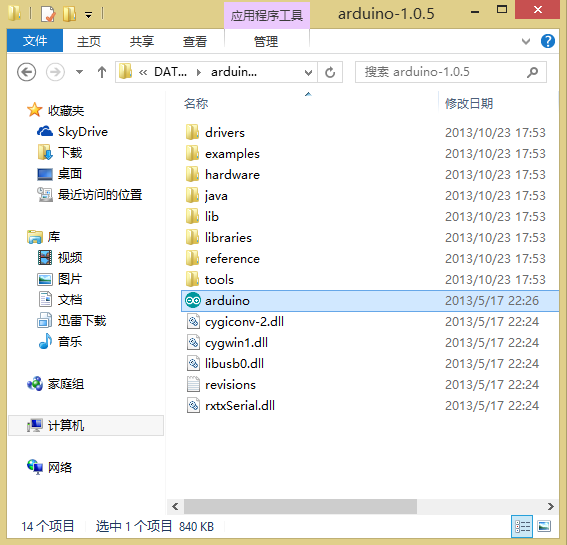 应用程序工具
arduino-1.0.5
文件 主页 共享 查看 管理
« DAT... arduin...
搜索 arduino-1.0.5
名称 修改日期
收藏夹
SkyDrive
下载
桌面
最近访问的位置
库
视频
图片
文档
迅雷下载
音乐
家庭组
计算机
网络
drivers 2013/10/23 17:53
examples 2013/10/23 17:53
hardware 2013/10/23 17:53
java 2013/10/23 17:53
lib 2013/10/23 17:53
libraries 2013/10/23 17:53
reference 2013/10/23 17:53
tools 2013/10/23 17:53
arduino 2013/5/17 22:26
cygiconv-2.dll 2013/5/17 22:24
cygwin1.dll 2013/5/17 22:24
libusb0.dll 2013/5/17 22:24
revisions 2013/5/17 22:24
rxtxSerial.dll 2013/5/17 22:24
14 个项目 选中 1 个项目 840 KB